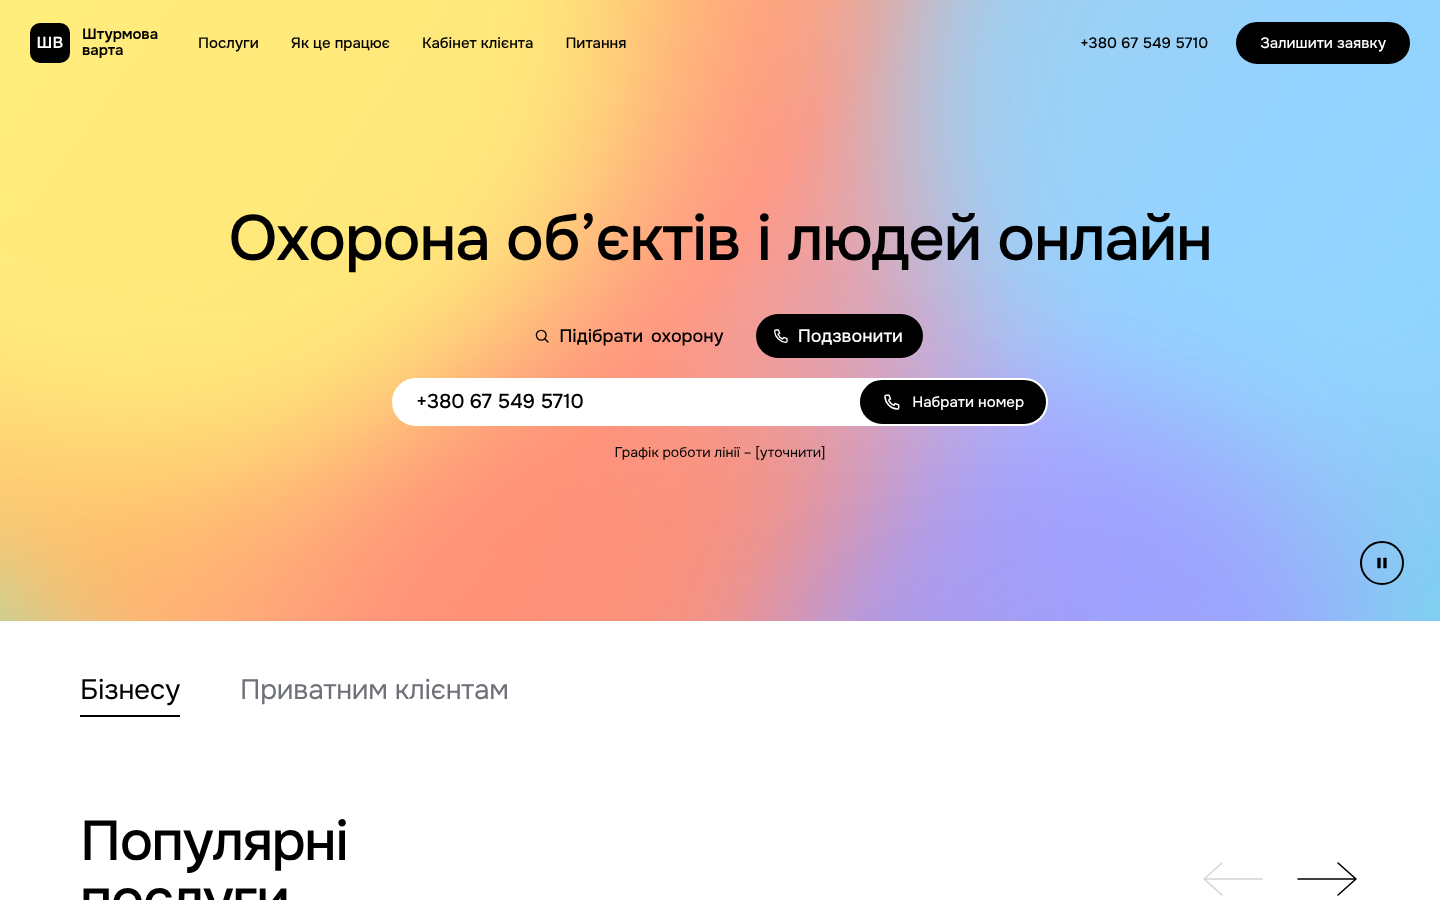 ШВ
Штурмова
варта
Послуги
Як це працює
Кабінет клієнта
Питання
+380 67 549 5710
Залишити заявку
Охорона об’єктів і людей онлайн
Підібрати охорону
Подзвонити
+380 67 549 5710
Набрати номер
Графік роботи лінії – [уточнити]
Бізнесу
Приватним клієнтам
Популярні
послуги